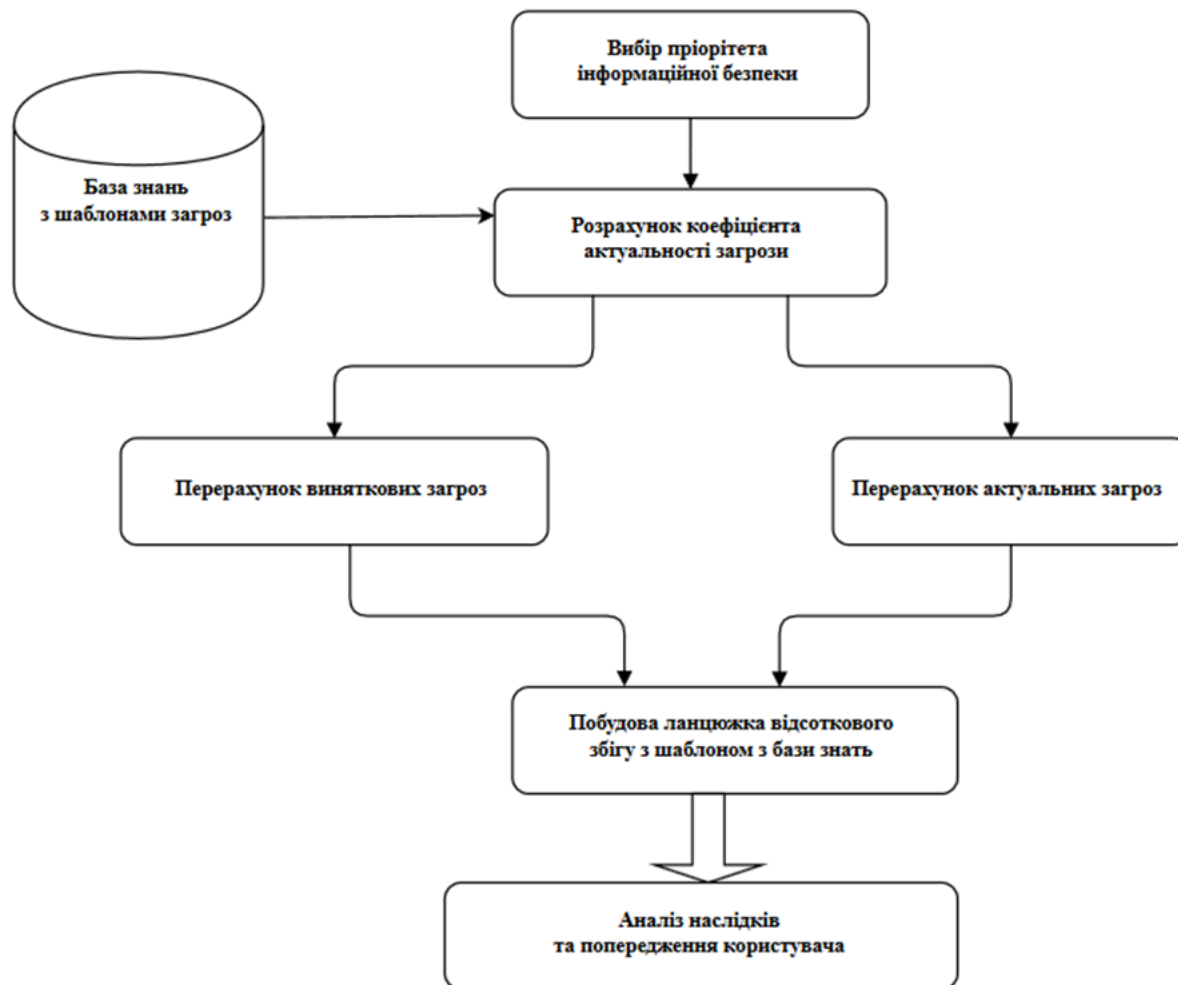 Вибір пріорітета
інформаційної безпеки
База знань
з шаблонами загроз
Розрахунок коефіцієнта
актуальності загрози
Перерахунок виняткових загроз
Перерахунок актуальних загроз
Побудова ланцюжка відсоткового
збігу з шаблоном з бази знать
Аналіз наслідків
та попередження користувача